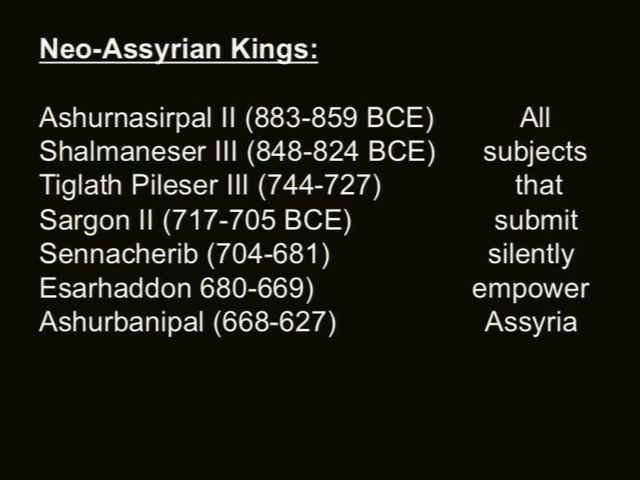 Neo-Assyrian Kings:
Ashurnasirpal II (883-859 BCE) All
Shalmaneser III (848-824 BCE) subjects
Tiglath Pileser III (744-727) that
Sargon II (717-705 BCE) submit
Sennacherib (704-681) silently
Esarhaddon 680-669) empower
Ashurbanipal (668-627) Assyria